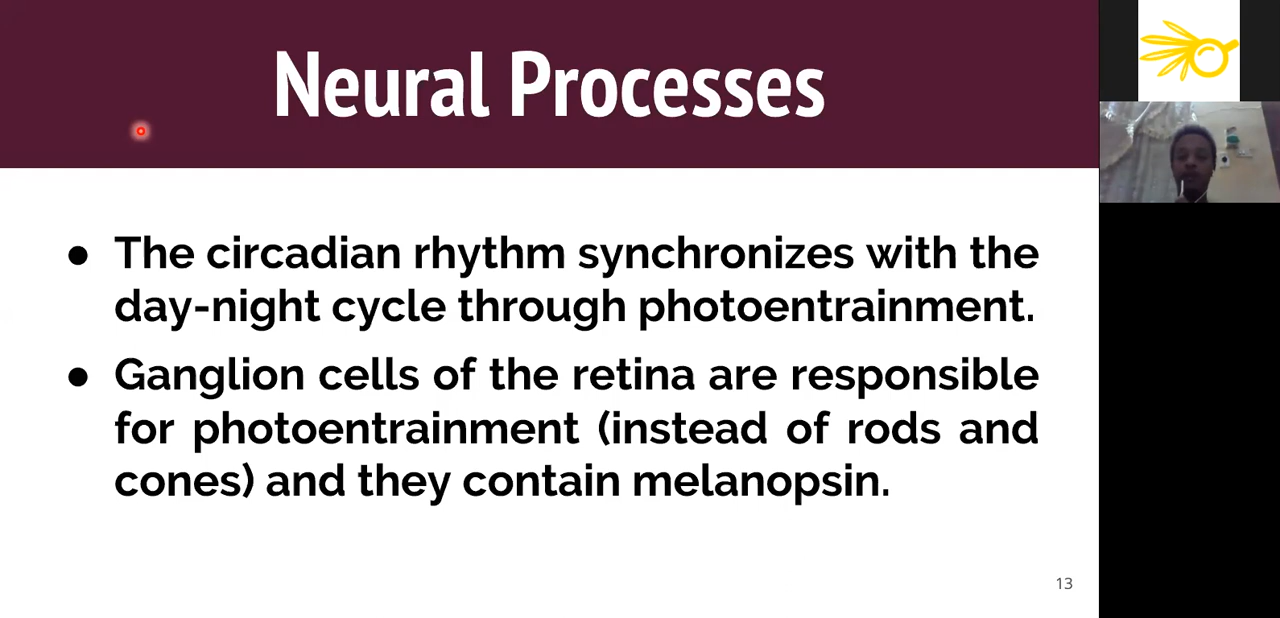 Neural Processes
● The circadian rhythm synchronizes with the
day-night cycle through photoentrainment.
● Ganglion cells of the retina are responsible
for photoentrainment (instead of rods and
cones) and they contain melanopsin.
13